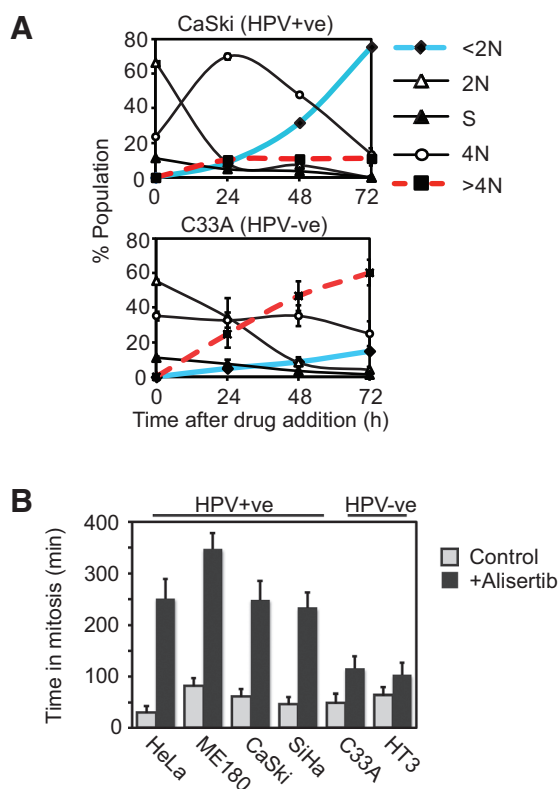 A
CaSki (HPV+ve)
80
60
40
20
0
0 24 48 72
<2N
2N
S
4N
>4N
% Population
C33A (HPV-ve)
80
60
40
20
0
0 24 48 72
Time after drug addition (h)
B
HPV+ve HPV-ve
400
300
200
100
0
Time in mitosis (min)
Control
+Alisertib
HeLa ME180 CaSki SiHa C33A HT3